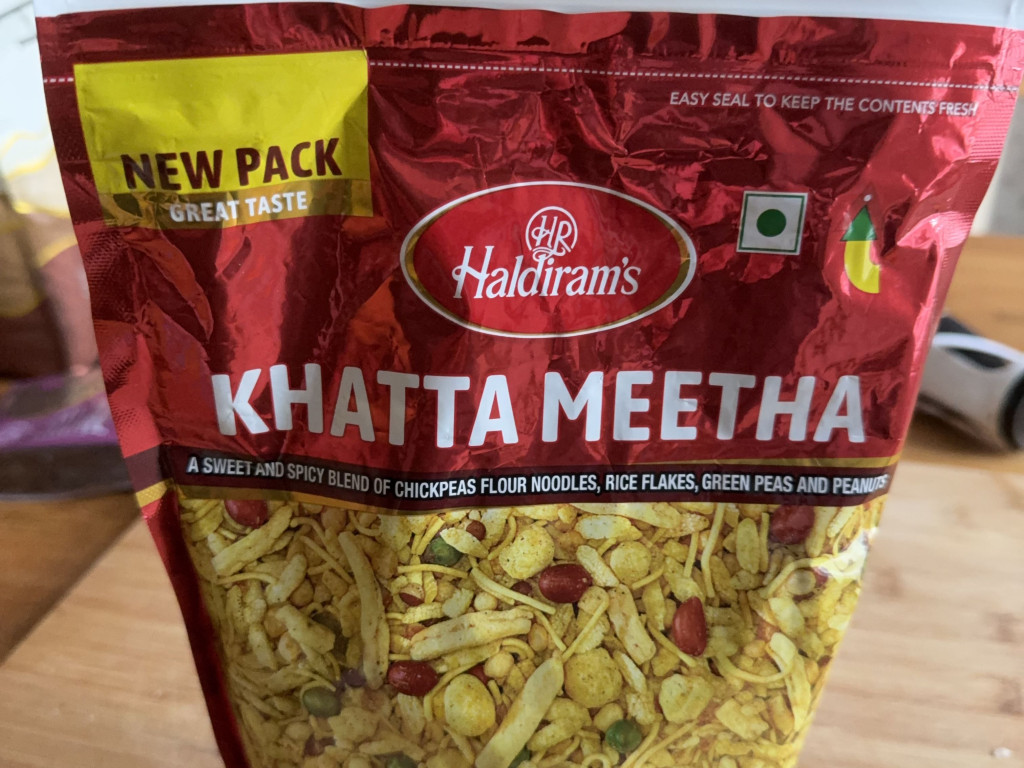 EASY SEAL TO KEEP THE CONTENTS FRESH
NEW PACK
GREAT TASTE
HR
Haldiram's
KHATTA MEETHA
A SWEET AND SPICY BLEND OF CHICKPEAS FLOUR NOODLES, RICE FLAKES, GREEN PEAS AND PEANUTS